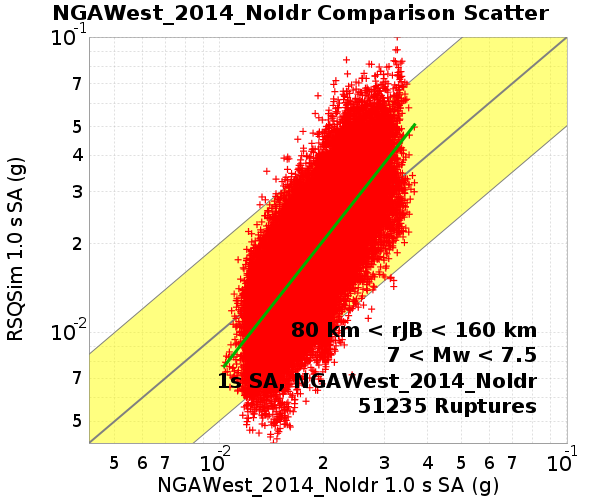 NGAWest_2014_NoIdr Comparison Scatter
10-1
7
5
4
3
2
10-2
7
5
RSQSim 1.0 s SA (g)
80 km < rJB < 160 km
7 < Mw < 7.5
1s SA, NGAWest_2014_NoIdr
51235 Ruptures
5 6 7 10-2 2 3 4 5 6 7 10-1
NGAWest_2014_NoIdr 1.0 s SA (g)